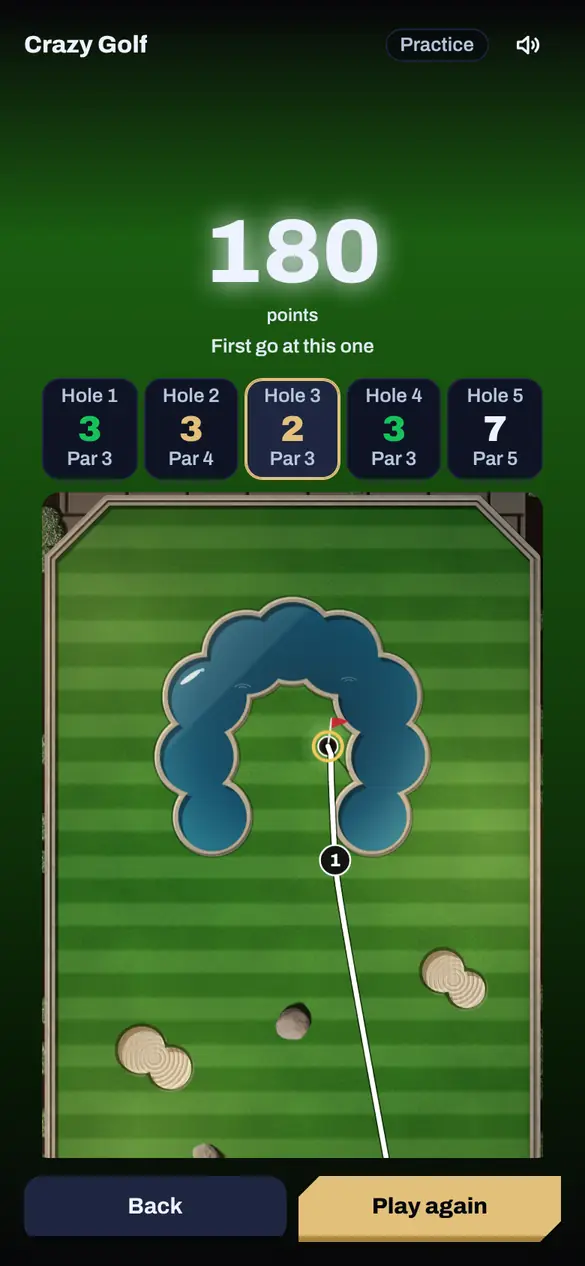 Crazy Golf
Practice
180
points
First go at this one
Hole 1
3
Par 3
Hole 2
3
Par 4
Hole 3
2
Par 3
Hole 4
3
Par 3
Hole 5
7
Par 5
1
Back
Play again